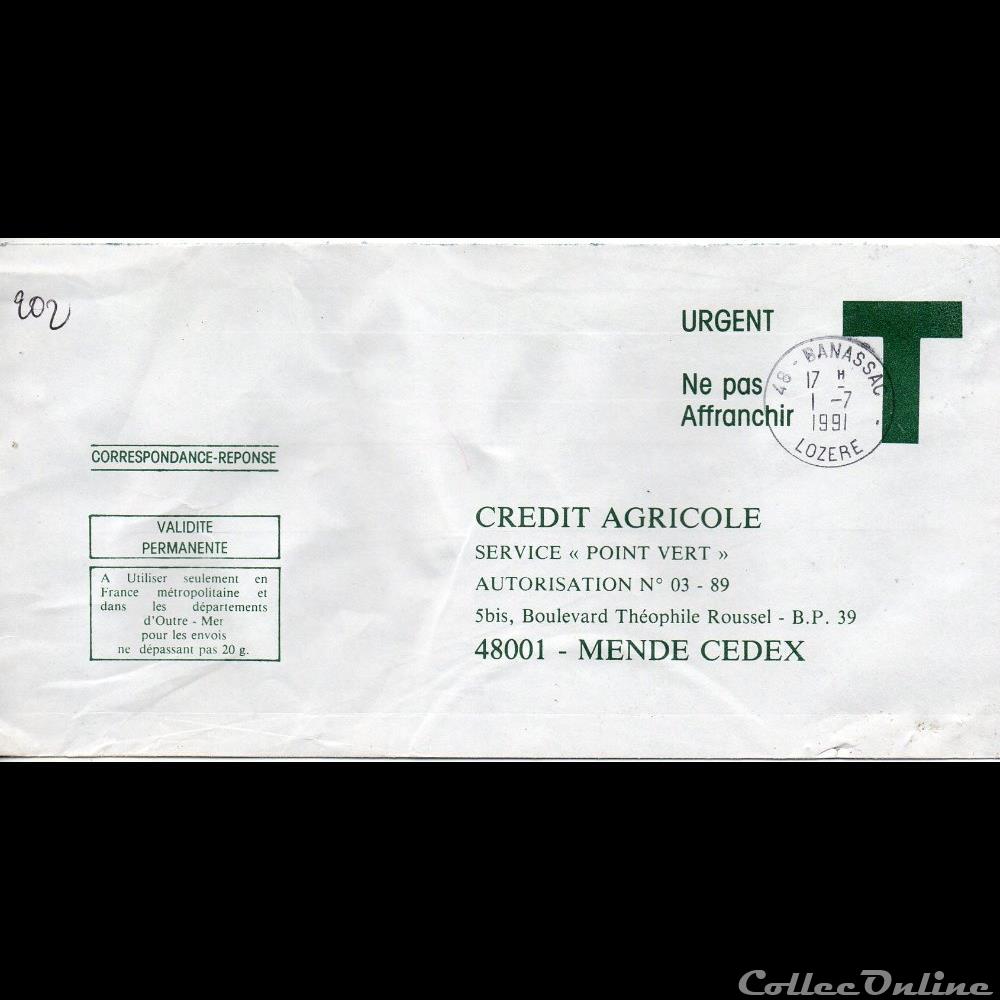 202
URGENT
T
Ne pas
Affranchir
48 - BANASSAC
17 H
1 -7
1991
LOZERE
CORRESPONDANCE-REPONSE
VALIDITE
PERMANENTE
A Utiliser seulement en
France métropolitaine et
dans les départements
d'Outre - Mer
pour les envois
ne dépassant pas 20 g.
CREDIT AGRICOLE
SERVICE « POINT VERT »
AUTORISATION N° 03 - 89
5bis, Boulevard Théophile Roussel - B.P. 39
48001 - MENDE CEDEX
CollecOnline